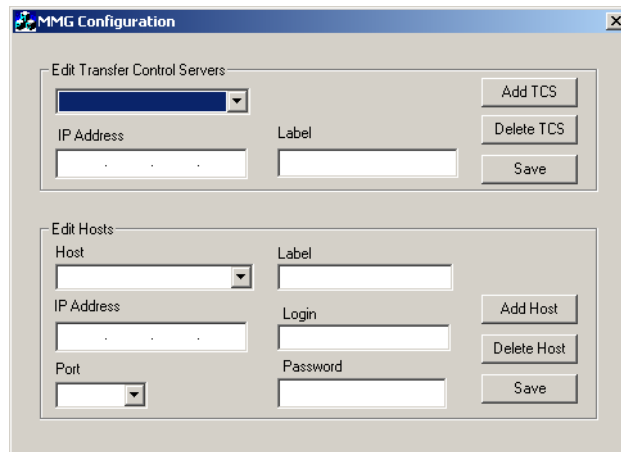 MMG Configuration
Edit Transfer Control Servers
Add TCS
IP Address
Label
Delete TCS
. . .
Save
Edit Hosts
Host
Label
IP Address
Login
Add Host
. . .
Delete Host
Port
Password
Save